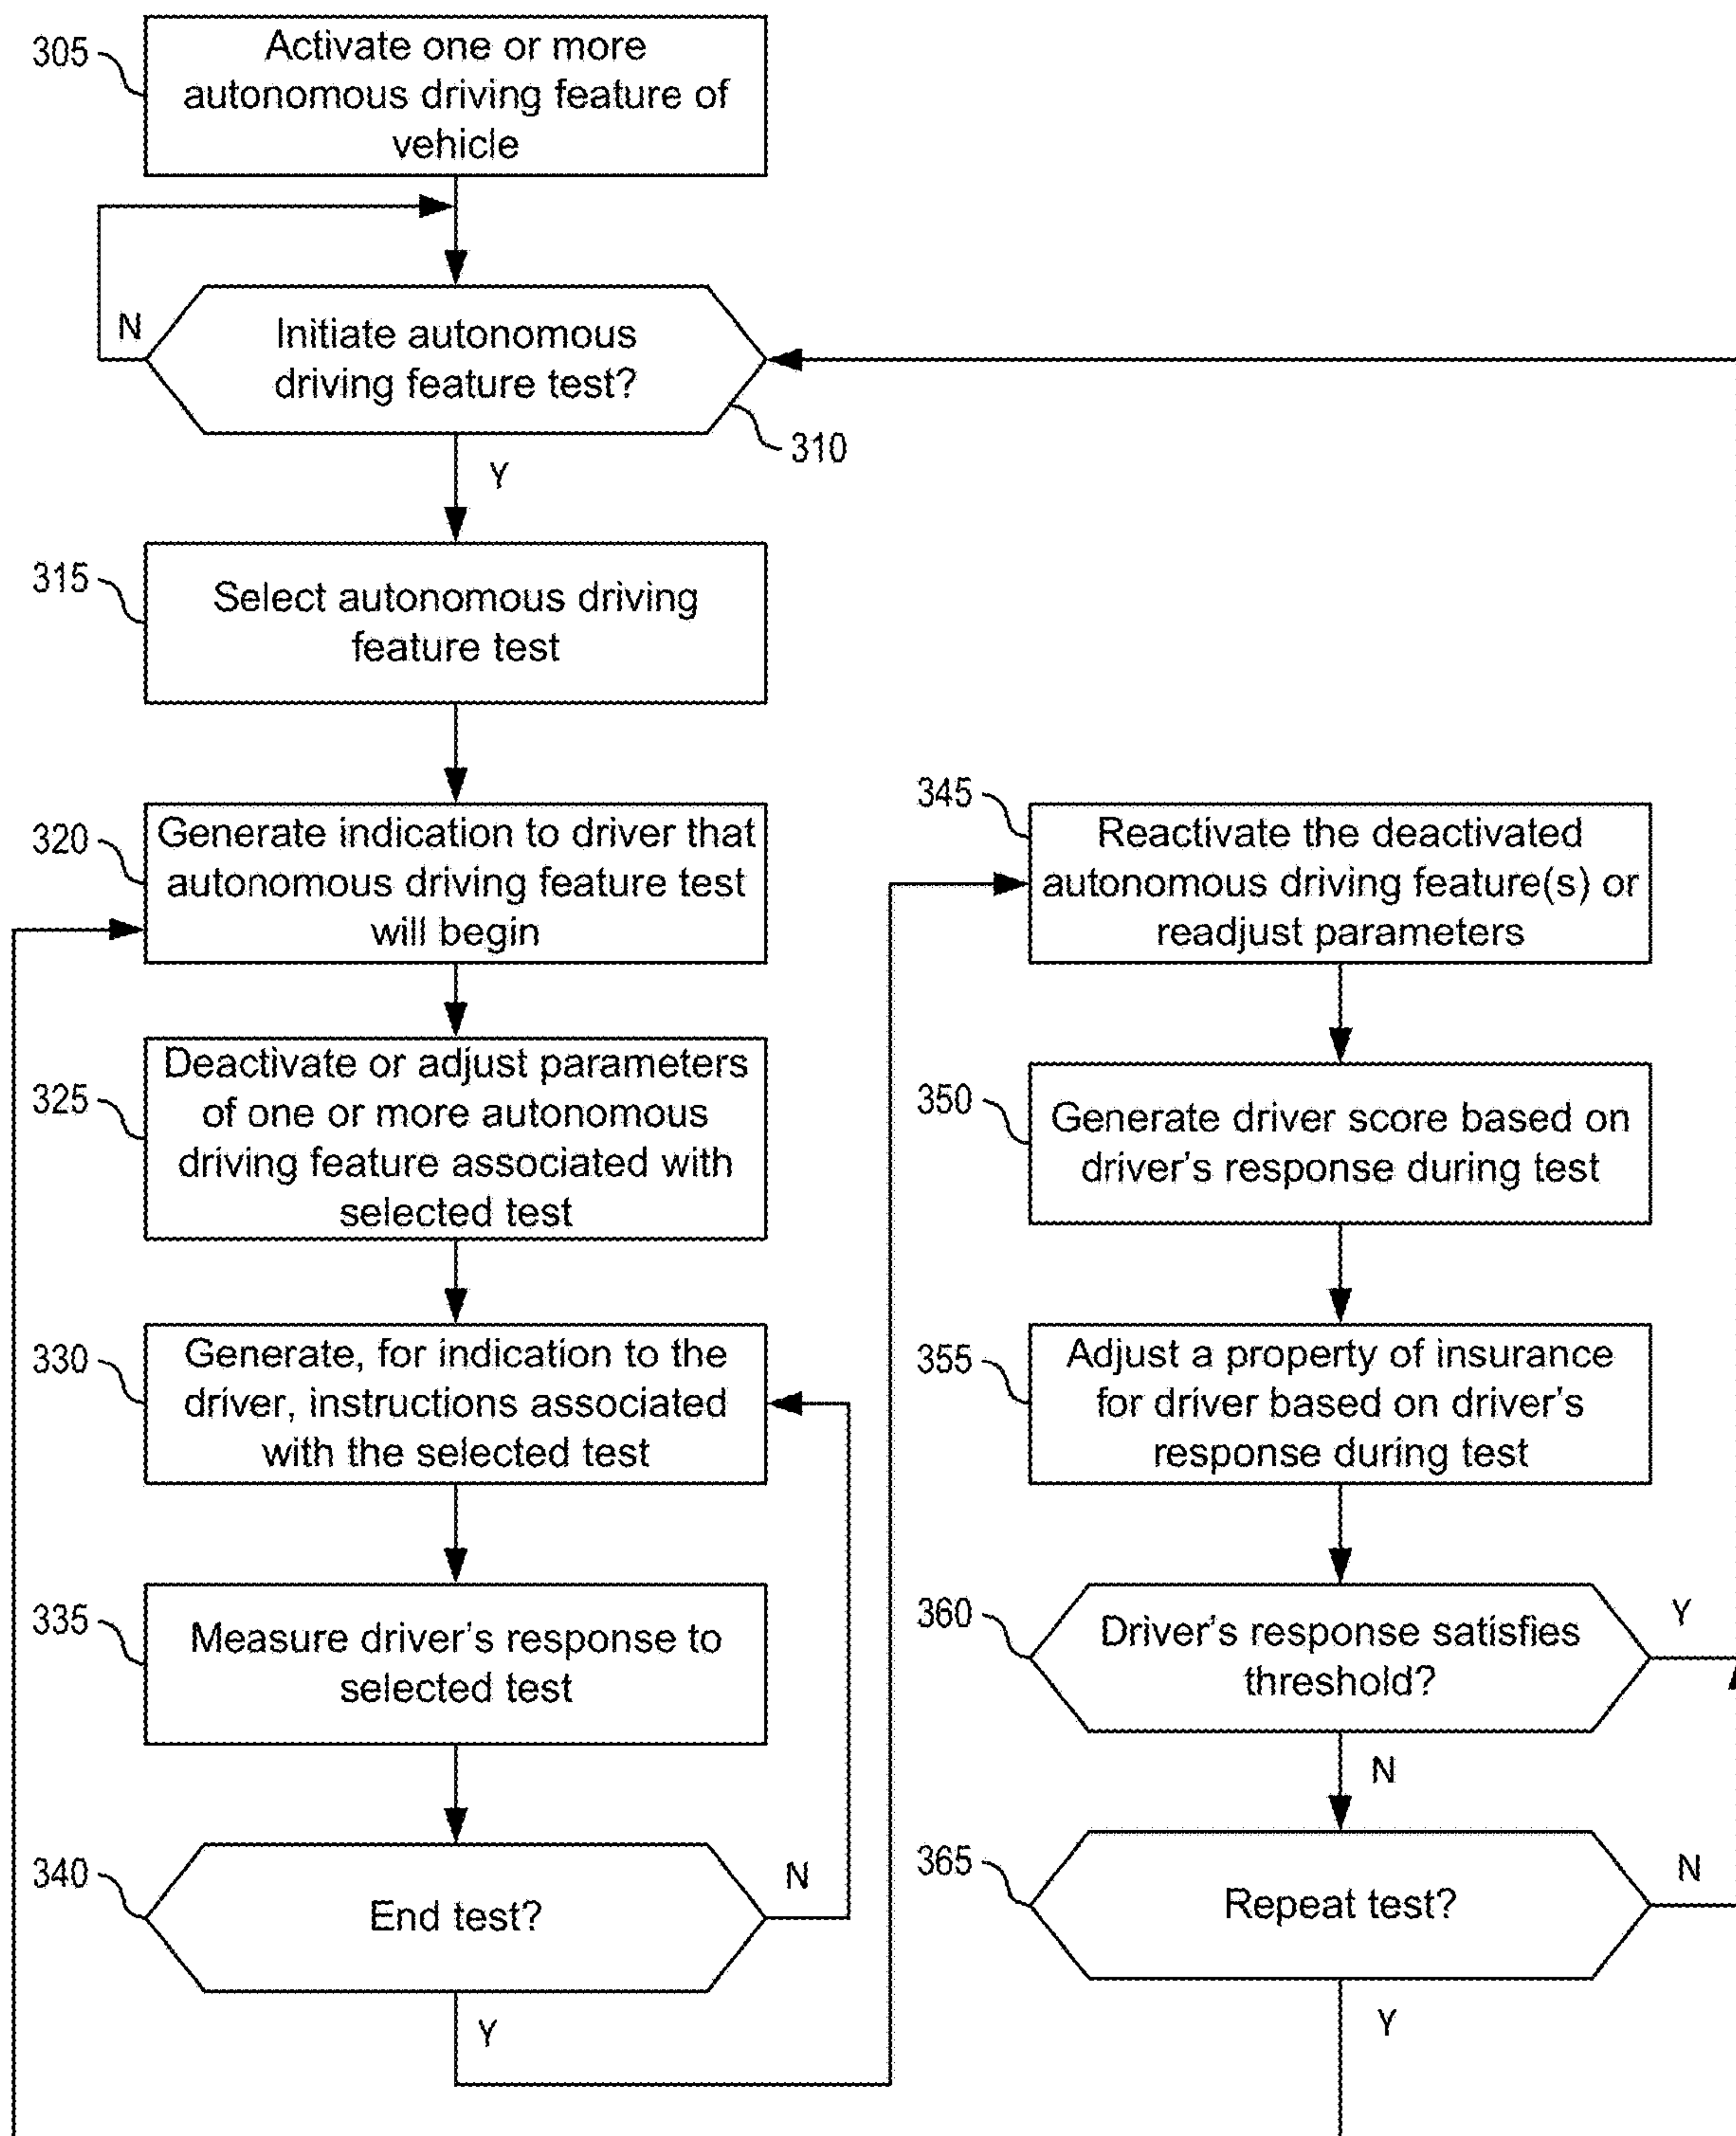 305
Activate one or more
autonomous driving feature of
vehicle
N
Initiate autonomous
driving feature test?
310
Y
315
Select autonomous driving
feature test
320
Generate indication to driver that
autonomous driving feature test
will begin
325
Deactivate or adjust parameters
of one or more autonomous
driving feature associated with
selected test
330
Generate, for indication to the
driver, instructions associated
with the selected test
335
Measure driver's response to
selected test
340
End test?
N
Y
345
Reactivate the deactivated
autonomous driving feature(s) or
readjust parameters
350
Generate driver score based on
driver's response during test
355
Adjust a property of insurance
for driver based on driver's
response during test
360
Driver's response satisfies
threshold?
Y
N
365
Repeat test?
N
Y